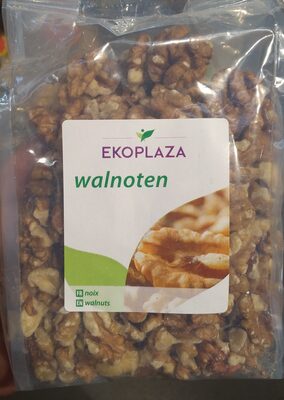 EKOPLAZA
walnoten
FR noix
EN walnuts